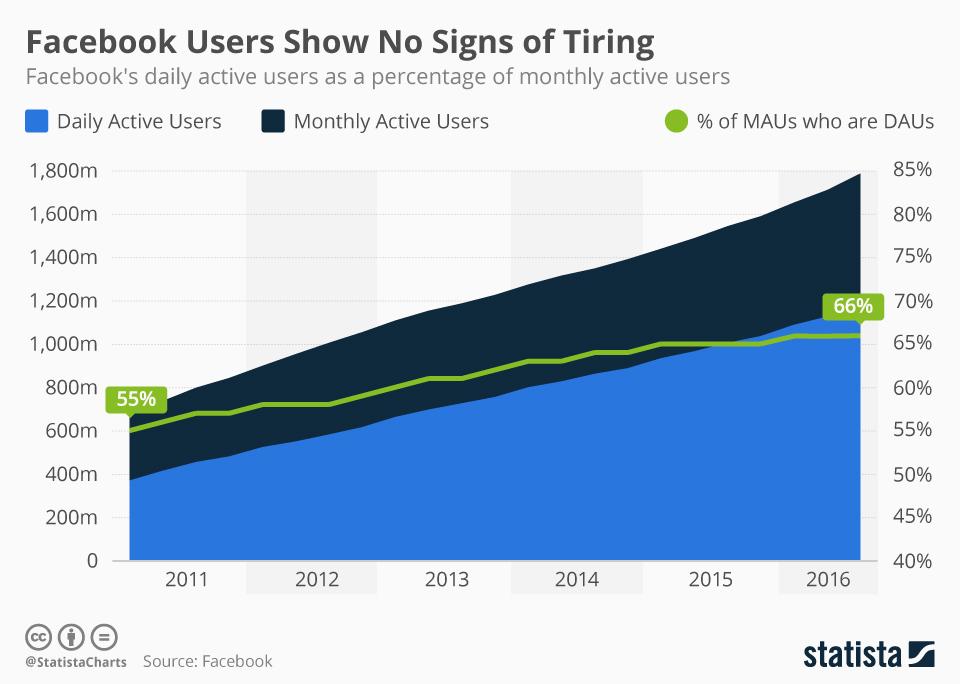 Facebook Users Show No Signs of Tiring
Facebook's daily active users as a percentage of monthly active users
Daily Active Users Monthly Active Users % of MAUs who are DAUs
1,800m 85%
1,600m 80%
1,400m 75%
1,200m 70%
66%
1,000m 65%
800m 60%
55%
600m 55%
400m 50%
200m 45%
0 40%
2011 2012 2013 2014 2015 2016
cc
@StatistaCharts Source: Facebook
statista